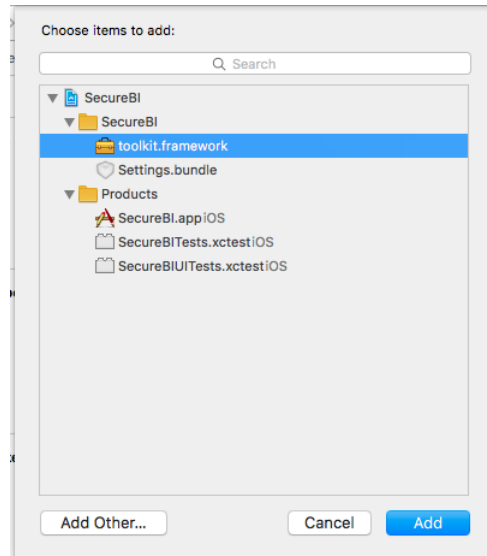 Choose items to add:
Search
SecureBI
SecureBI
toolkit.framework
Settings.bundle
Products
SecureBI.app iOS
SecureBITests.xctest iOS
SecureBIUITests.xctest iOS
Add Other...
Cancel
Add